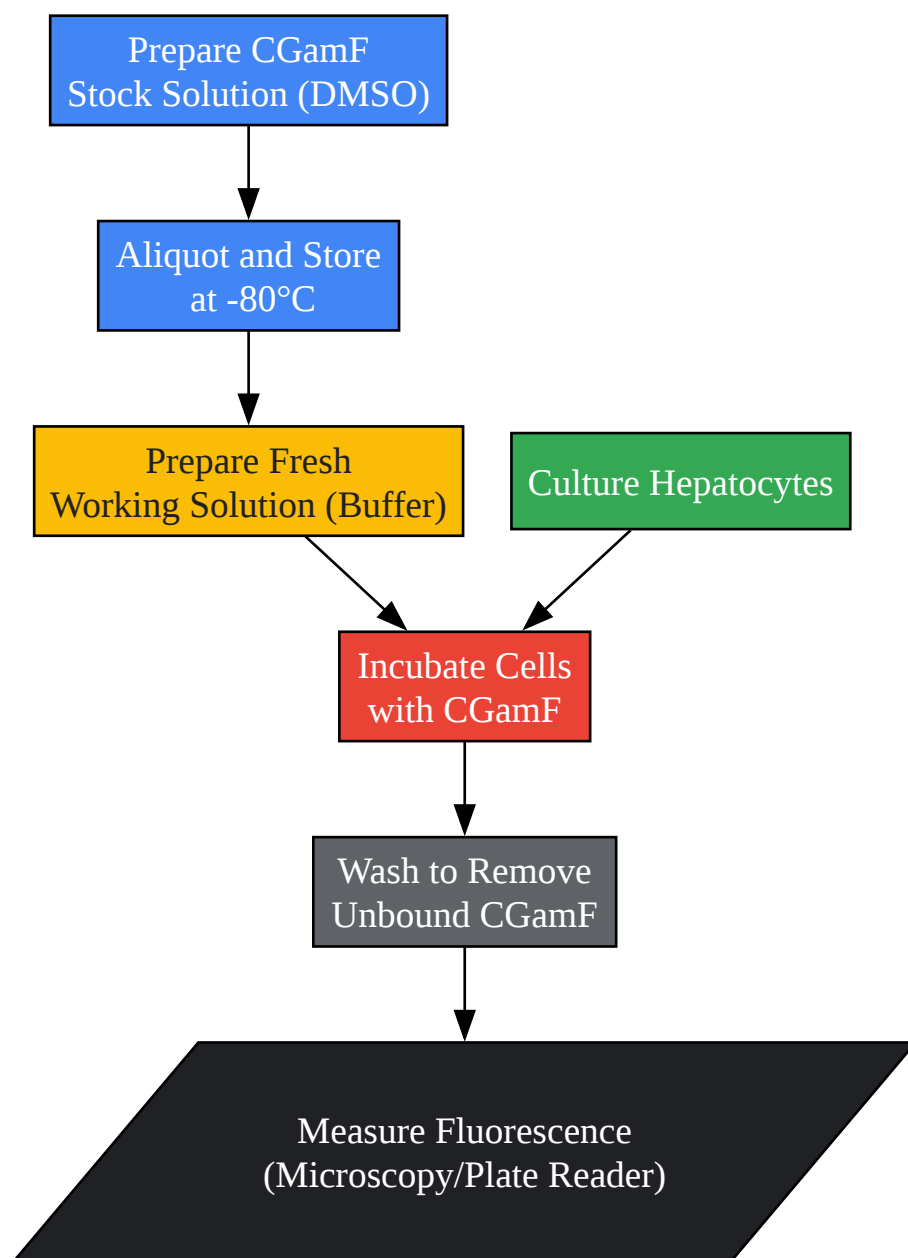 Prepare CGamF
Stock Solution (DMSO)
Aliquot and Store
at -80°C
Prepare Fresh
Working Solution (Buffer)
Culture Hepatocytes
Incubate Cells
with CGamF
Wash to Remove
Unbound CGamF
Measure Fluorescence
(Microscopy/Plate Reader)